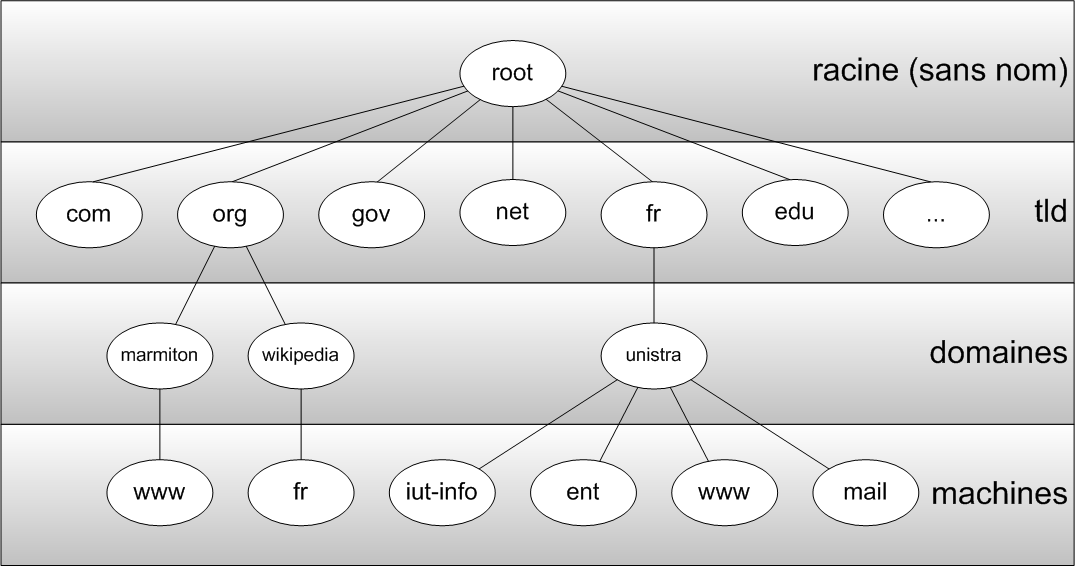 root
racine (sans nom)
com
org
gov
net
fr
edu
...
tld
marmiton
wikipedia
unistra
domaines
www
fr
iut-info
ent
www
mail
machines